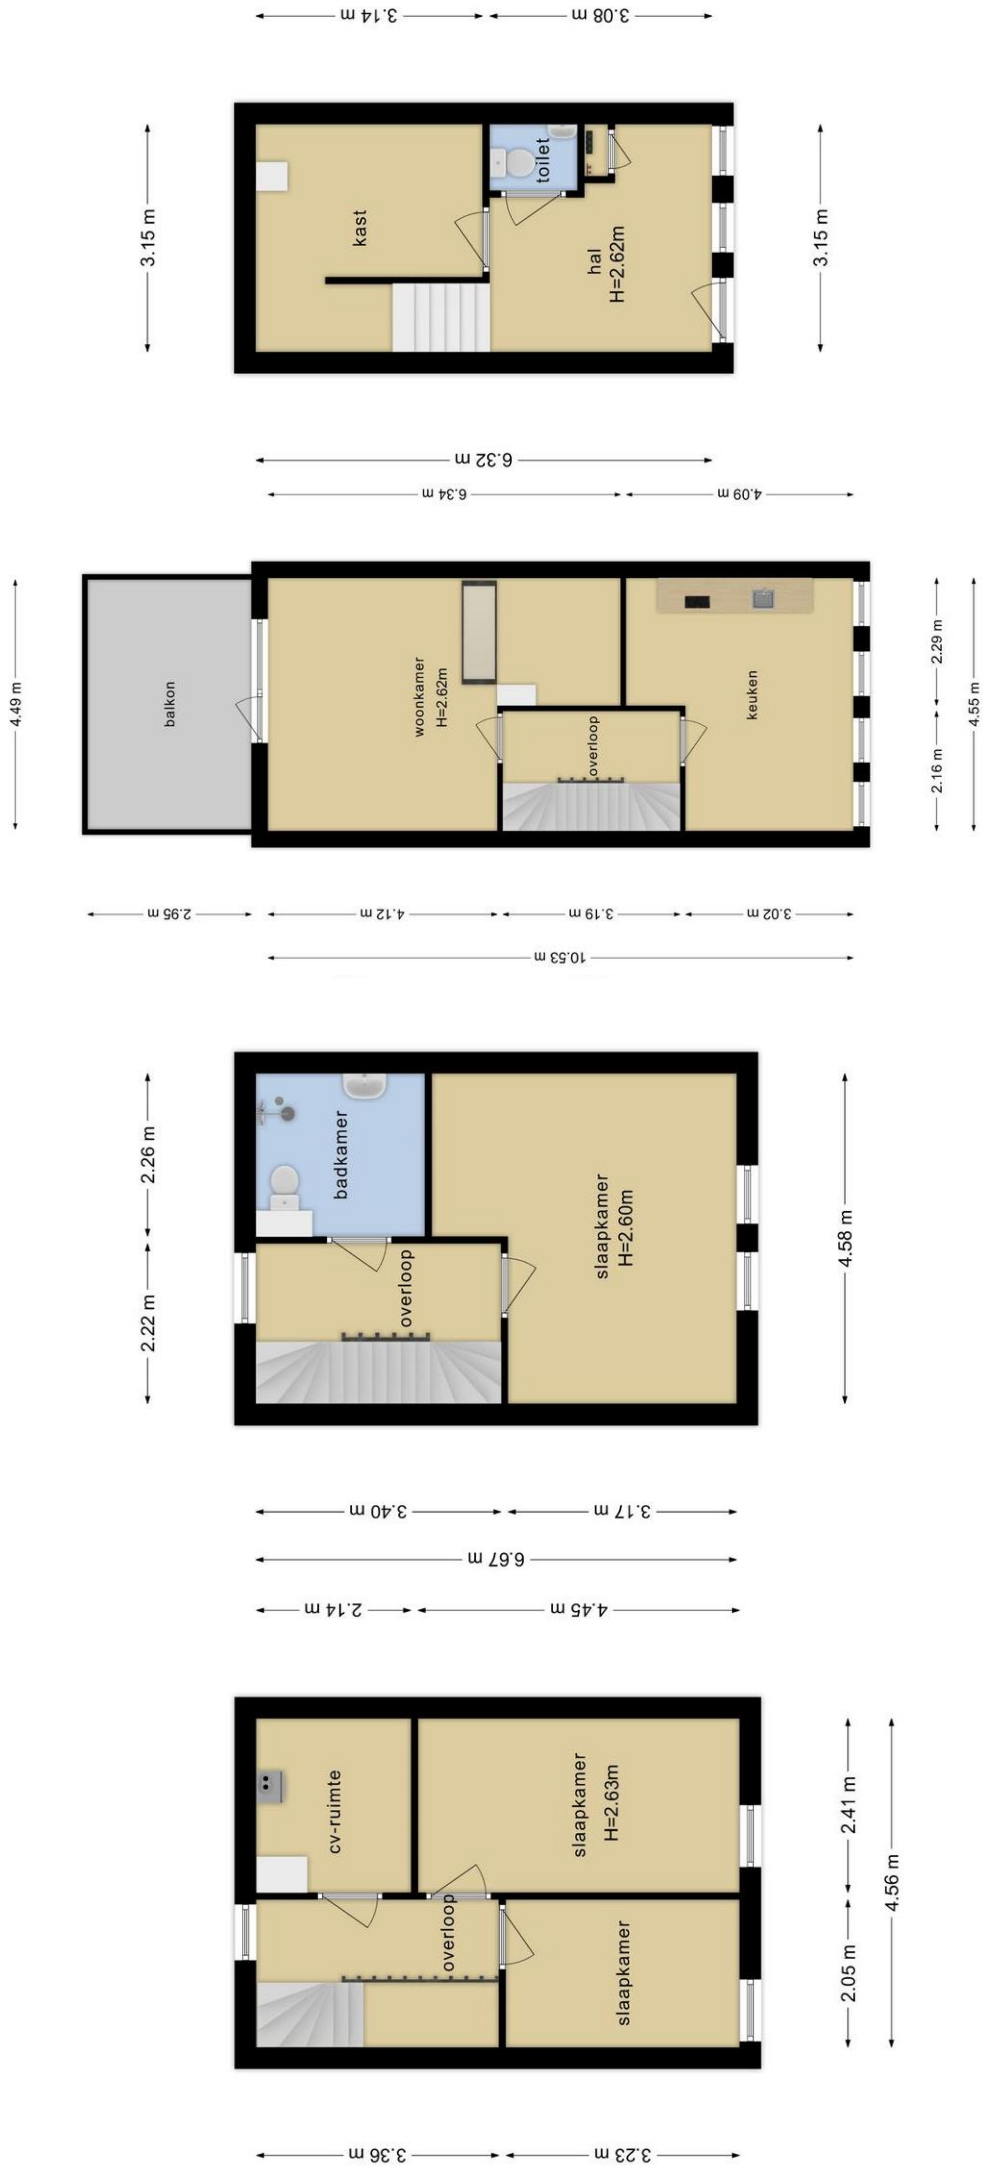 3.14 m
3.08 m
3.15 m
kast
toilet
hal
H=2.62m
3.15 m
6.32 m
6.34 m
4.09 m
4.49 m
balkon
woonkamer
H=2.62m
overloop
keuken
2.29 m
2.16 m
4.55 m
2.95 m
4.12 m
3.19 m
3.02 m
10.53 m
2.26 m
2.22 m
badkamer
overloop
slaapkamer
H=2.60m
4.58 m
3.40 m
3.17 m
6.67 m
2.14 m
4.45 m
cv-ruimte
slaapkamer
H=2.63m
overloop
slaapkamer
2.41 m
2.05 m
4.56 m
3.36 m
3.23 m